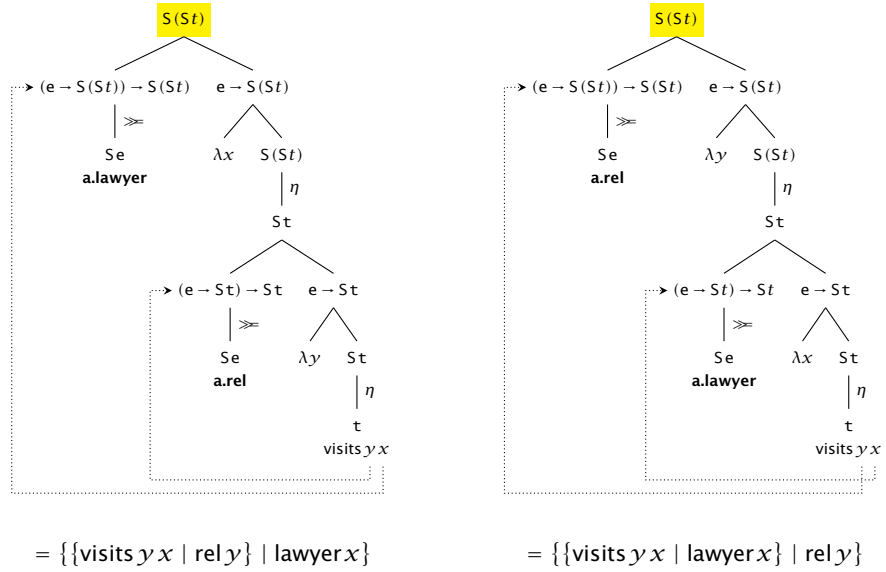 S(St) S(St)
(e → S(St)) → S(St) e → S(St) (e → S(St)) → S(St) e → S(St)
≫= ≫=
Se λx S(St) Se λy S(St)
a.lawyer a.rel
η η
St St
(e → St) → St e → St (e → St) → St e → St
≫= ≫=
Se λy St Se λx St
a.rel a.lawyer
η η
t t
visits y x visits y x
= {{visits y x | rel y} | lawyer x} = {{visits y x | lawyer x} | rel y}